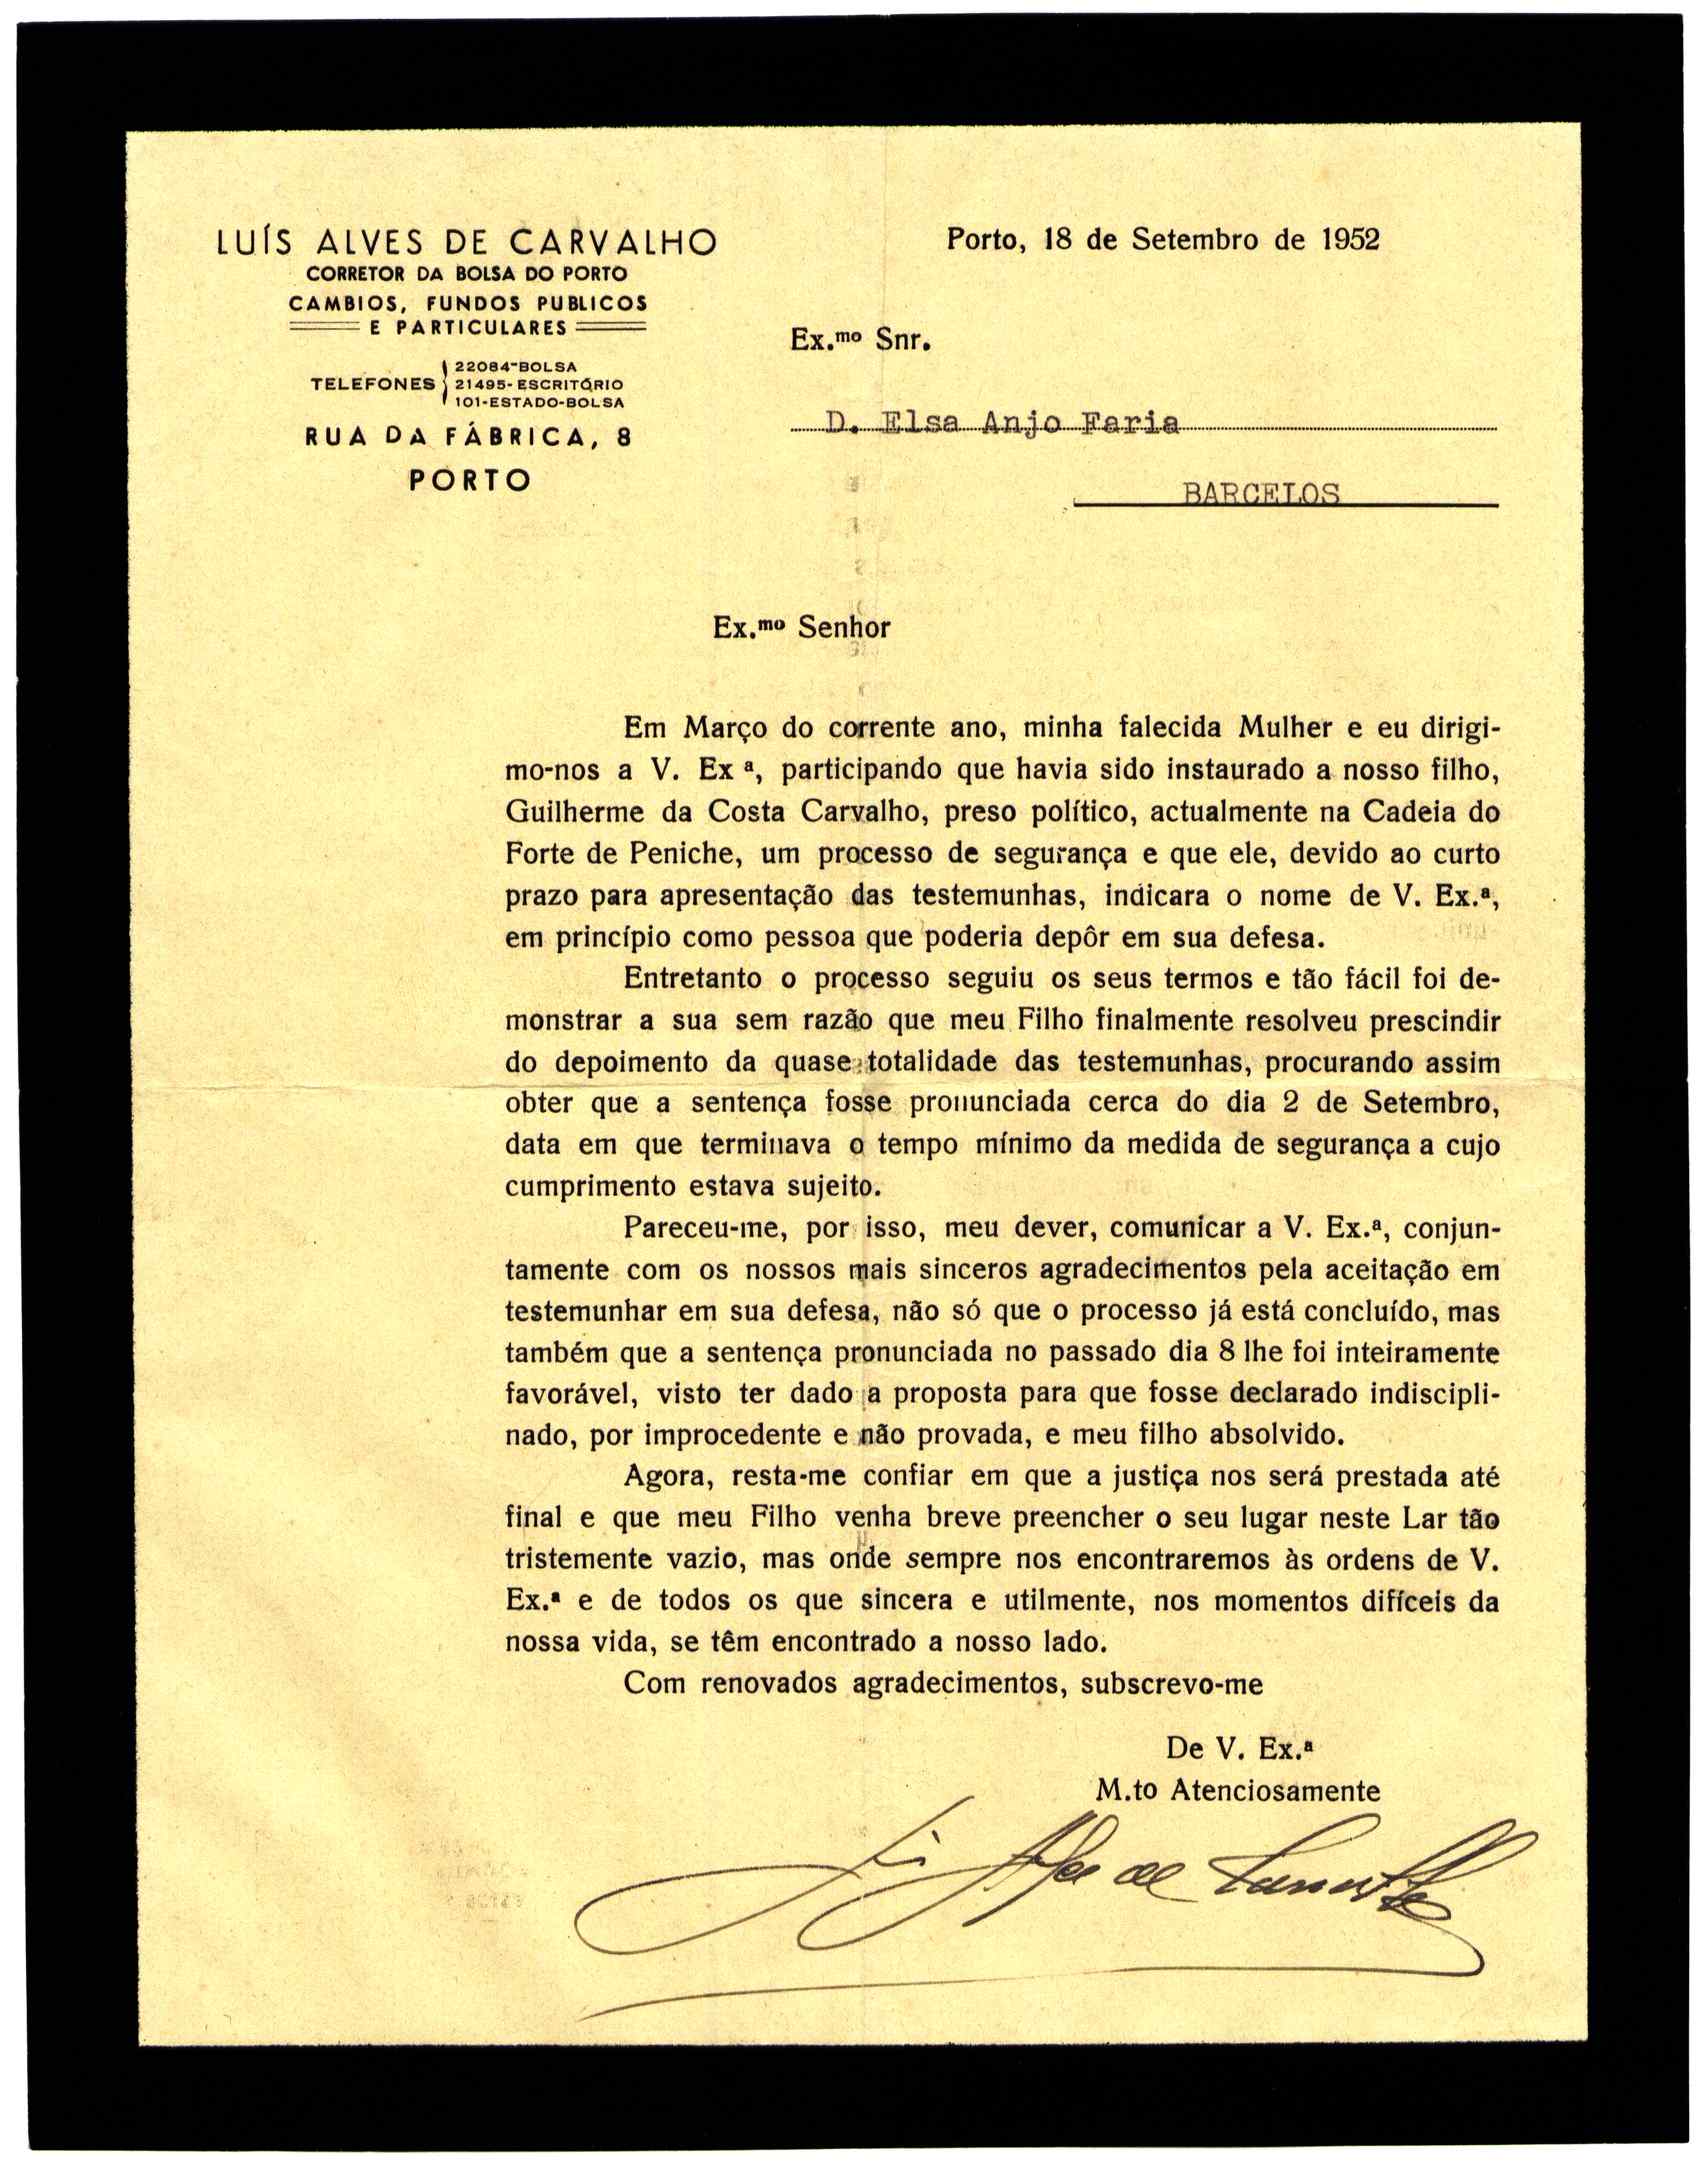 LUÍS ALVES DE CARVALHO
CORRETOR DA BOLSA DO PORTO
CAMBIOS, FUNDOS PUBLICOS
E PARTICULARES
TELEFONES
22084-BOLSA
21495-ESCRITÓRIO
101-ESTADO-BOLSA
RUA DA FÁBRICA, 8
PORTO
Porto, 18 de Setembro de 1952
Ex.mo Snr.
D. Elsa Anjo Faria
BARCELOS
Ex.mo Senhor
Em Março do corrente ano, minha falecida Mulher e eu dirigi-
mo-nos a V. Ex ª, participando que havia sido instaurado a nosso filho,
Guilherme da Costa Carvalho, preso político, actualmente na Cadeia do
Forte de Peniche, um processo de segurança e que ele, devido ao curto
prazo para apresentação das testemunhas, indicara o nome de V. Ex.ª,
em princípio como pessoa que poderia depôr em sua defesa.
Entretanto o processo seguiu os seus termos e tão fácil foi de-
monstrar a sua sem razão que meu Filho finalmente resolveu prescindir
do depoimento da quase totalidade das testemunhas, procurando assim
obter que a sentença fosse pronunciada cerca do dia 2 de Setembro,
data em que terminava o tempo mínimo da medida de segurança a cujo
cumprimento estava sujeito.
Pareceu-me, por isso, meu dever, comunicar a V. Ex.ª, conjun-
tamente com os nossos mais sinceros agradecimentos pela aceitação em
testemunhar em sua defesa, não só que o processo já está concluído, mas
também que a sentença pronunciada no passado dia 8 lhe foi inteiramente
favorável, visto ter dado a proposta para que fosse declarado indiscipli-
nado, por improcedente e não provada, e meu filho absolvido.
Agora, resta-me confiar em que a justiça nos será prestada até
final e que meu Filho venha breve preencher o seu lugar neste Lar tão
tristemente vazio, mas onde sempre nos encontraremos às ordens de V.
Ex.ª e de todos os que sincera e utilmente, nos momentos difíceis da
nossa vida, se têm encontrado a nosso lado.
Com renovados agradecimentos, subscrevo-me
De V. Ex.ª
M.to Atenciosamente